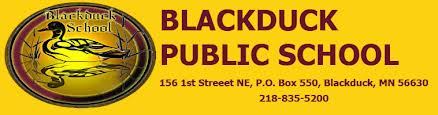 Blackduck
School
BLACKDUCK
PUBLIC SCHOOL
156 1st Streeet NE, P.O. Box 550, Blackduck, MN 56630
218-835-5200